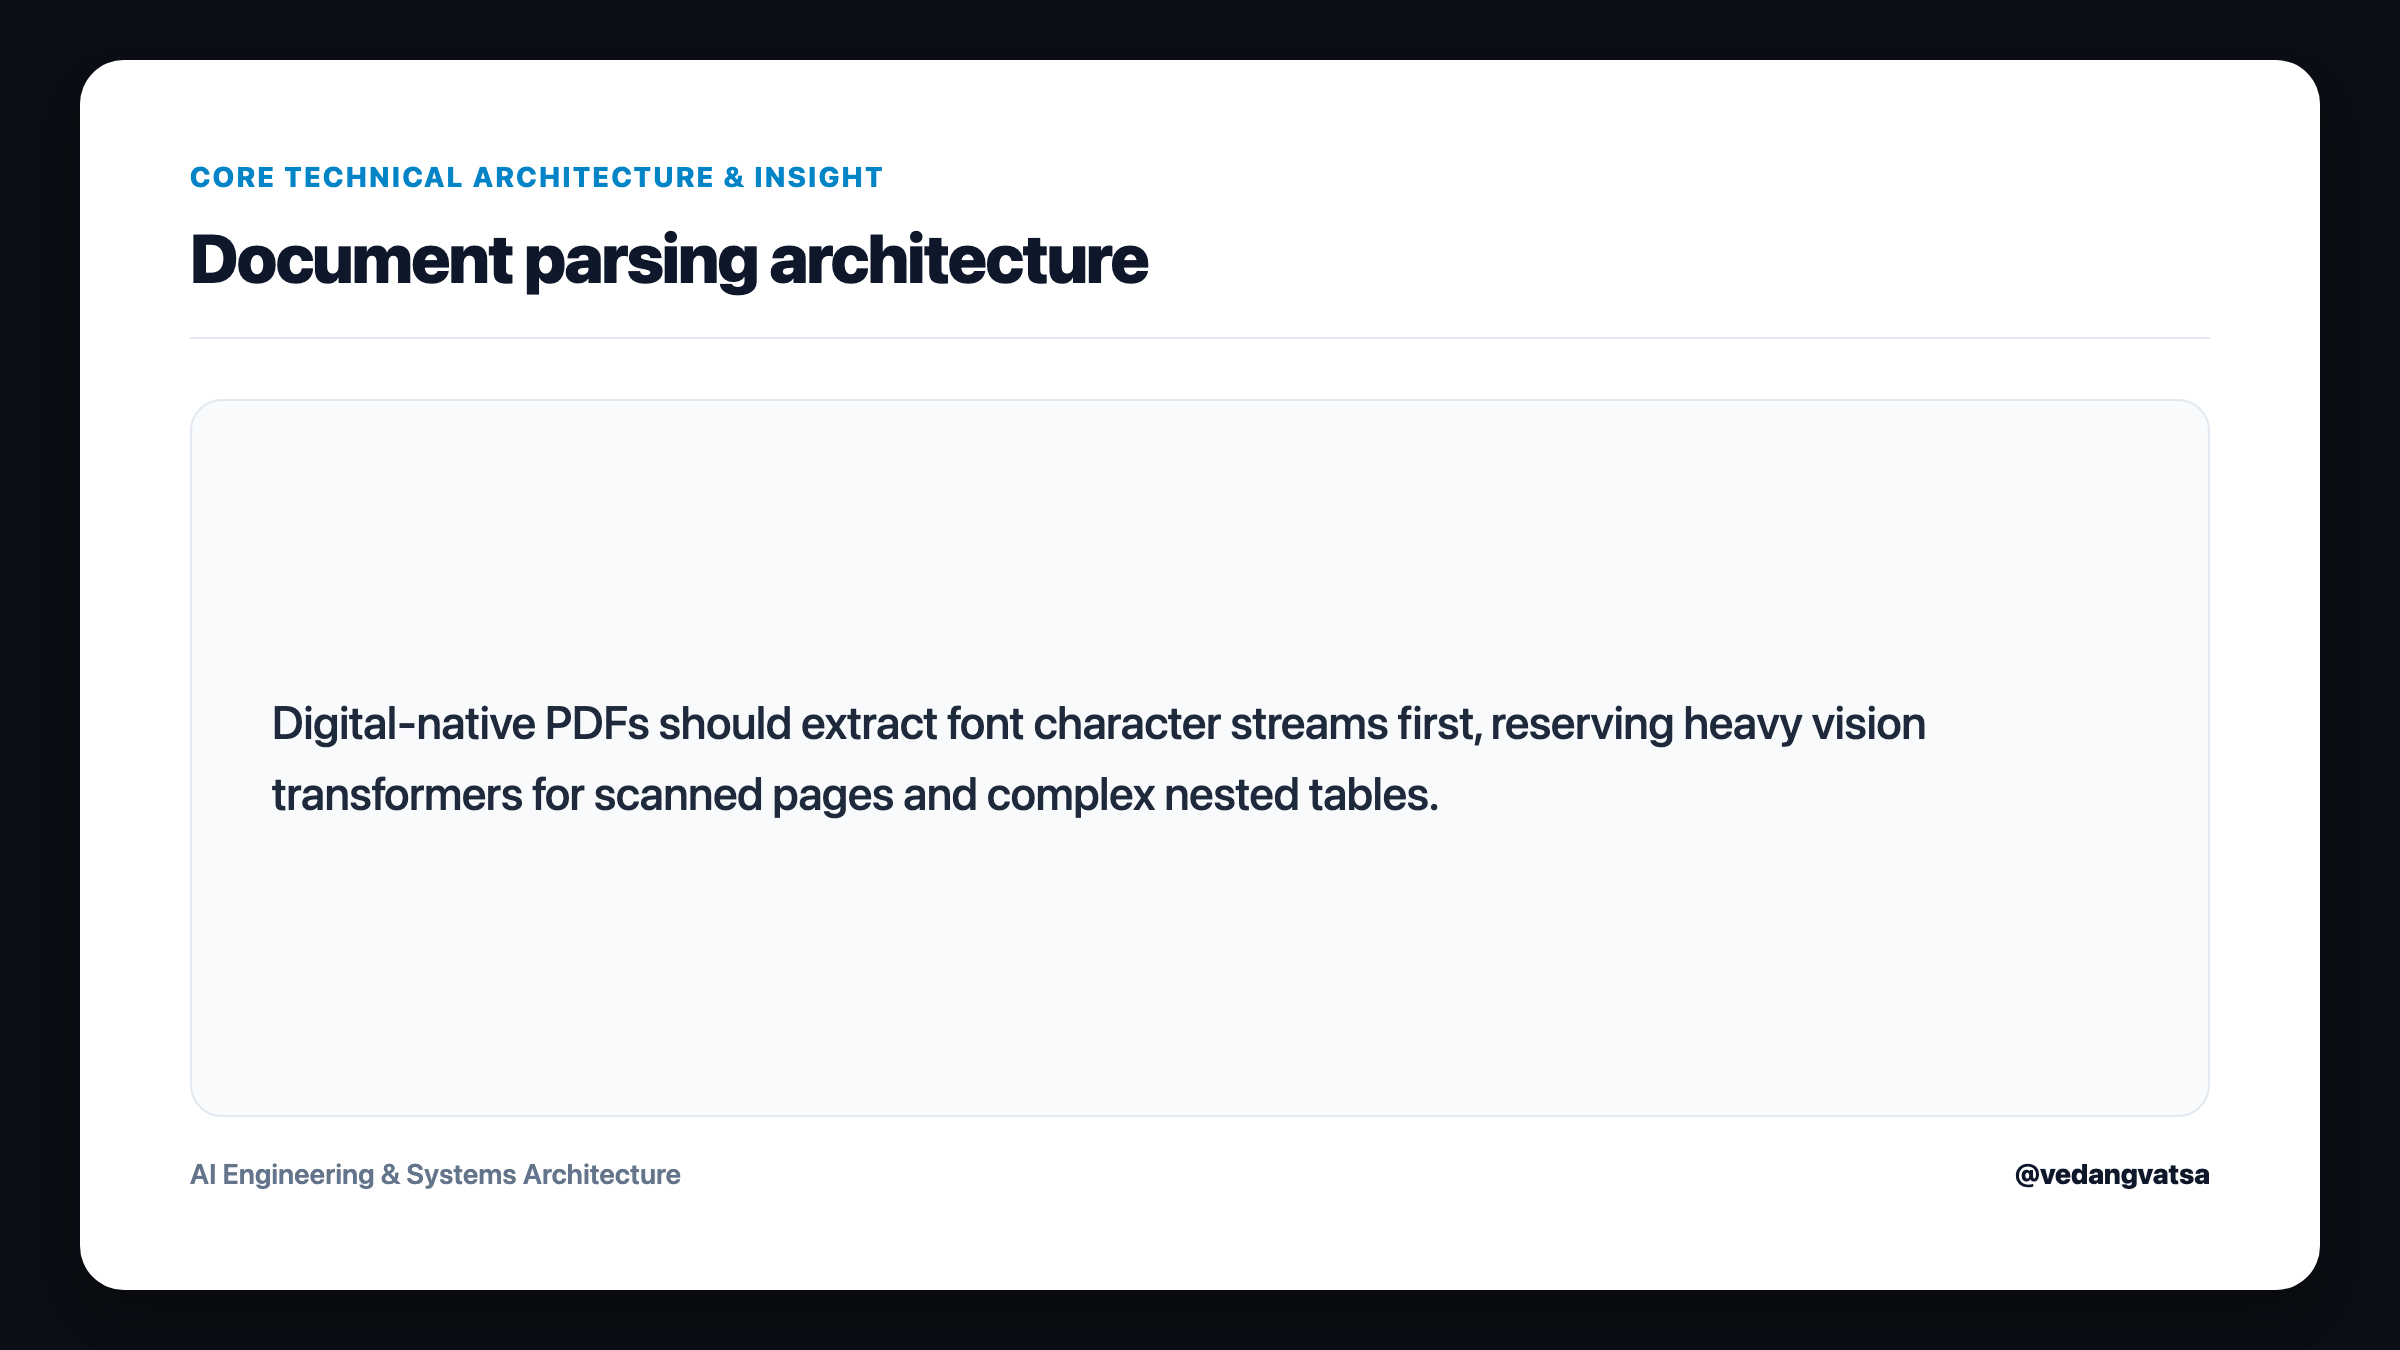 CORE TECHNICAL ARCHITECTURE & INSIGHT
Document parsing architecture
Digital-native PDFs should extract font character streams first, reserving heavy vision
transformers for scanned pages and complex nested tables.
AI Engineering & Systems Architecture
@vedangvatsa